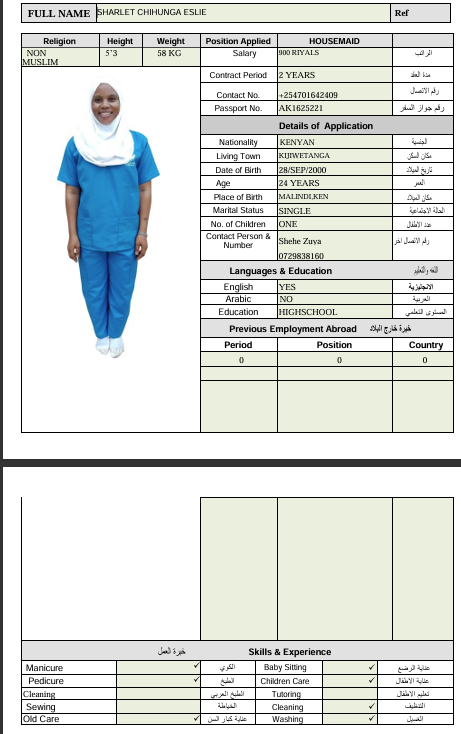 FULL NAME SHARLET CHIHUNGA ESLIE Ref
Religion Height Weight Position Applied HOUSEMAID
NON MUSLIM 5'3 58 KG Salary 900 RIYALS الراتب
Contract Period 2 YEARS مدة العقد
Contact No. +254701642409 رقم الاتصال
Passport No. AK1625221 رقم جواز السفر
Details of Application
Nationality KENYAN الجنسية
Living Town KIJIWETANGA مكان السكن
Date of Birth 28/SEP/2000 تاريخ الميلاد
Age 24 YEARS العمر
Place of Birth MALINDI,KEN مكان الميلاد
Marital Status SINGLE الحالة الاجتماعية
No. of Children ONE عدد الاطفال
Contact Person & Number Shehe Zuya رقم الاتصال اخر
0729838160
Languages & Education اللغه والتعليم
English YES الانجليزية
Arabic NO العربية
Education HIGHSCHOOL المستوى التعلمي
Previous Employment Abroad خبرة خارج البلاد
Period Position Country
0 0 0
خبرة العمل Skills & Experience
Manicure ✓ الكوي Baby Sitting ✓ عناية الرضع
Pedicure ✓ الطبخ Children Care ✓ عناية الاطفال
Cleaning الطبخ العربي Tutoring تعليم الاطفال
Sewing الخياطة Cleaning ✓ التنظيف
Old Care ✓ عناية كبار السن Washing ✓ الغسيل